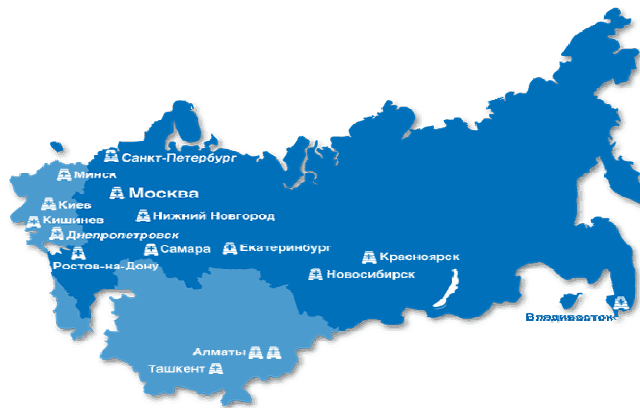 Санкт-Петербург
Минск
Москва
Киев
Нижний Новгород
Кишинев
Днепропетровск
Самара
Екатеринбург
Ростов-на-Дону
Красноярск
Новосибирск
Владивосток
Алматы
Ташкент